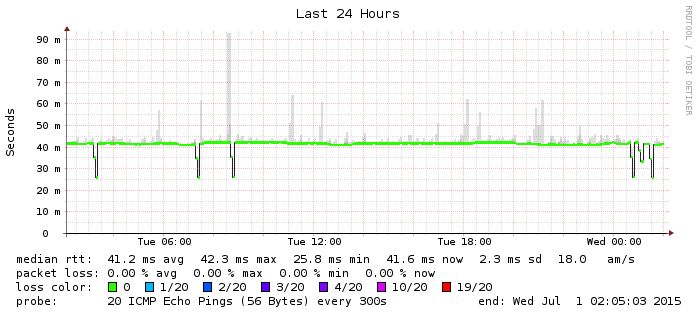 Last 24 Hours
RRDTOOL / TOBI OETIKER
Seconds
90 m
80 m
70 m
60 m
50 m
40 m
30 m
20 m
10 m
0
Tue 06:00 Tue 12:00 Tue 18:00 Wed 00:00
median rtt: 41.2 ms avg 42.3 ms max 25.8 ms min 41.6 ms now 2.3 ms sd 18.0 am/s
packet loss: 0.00 % avg 0.00 % max 0.00 % min 0.00 % now
loss color: 0 1/20 2/20 3/20 4/20 10/20 19/20
probe: 20 ICMP Echo Pings (56 Bytes) every 300s end: Wed Jul 1 02:05:03 2015